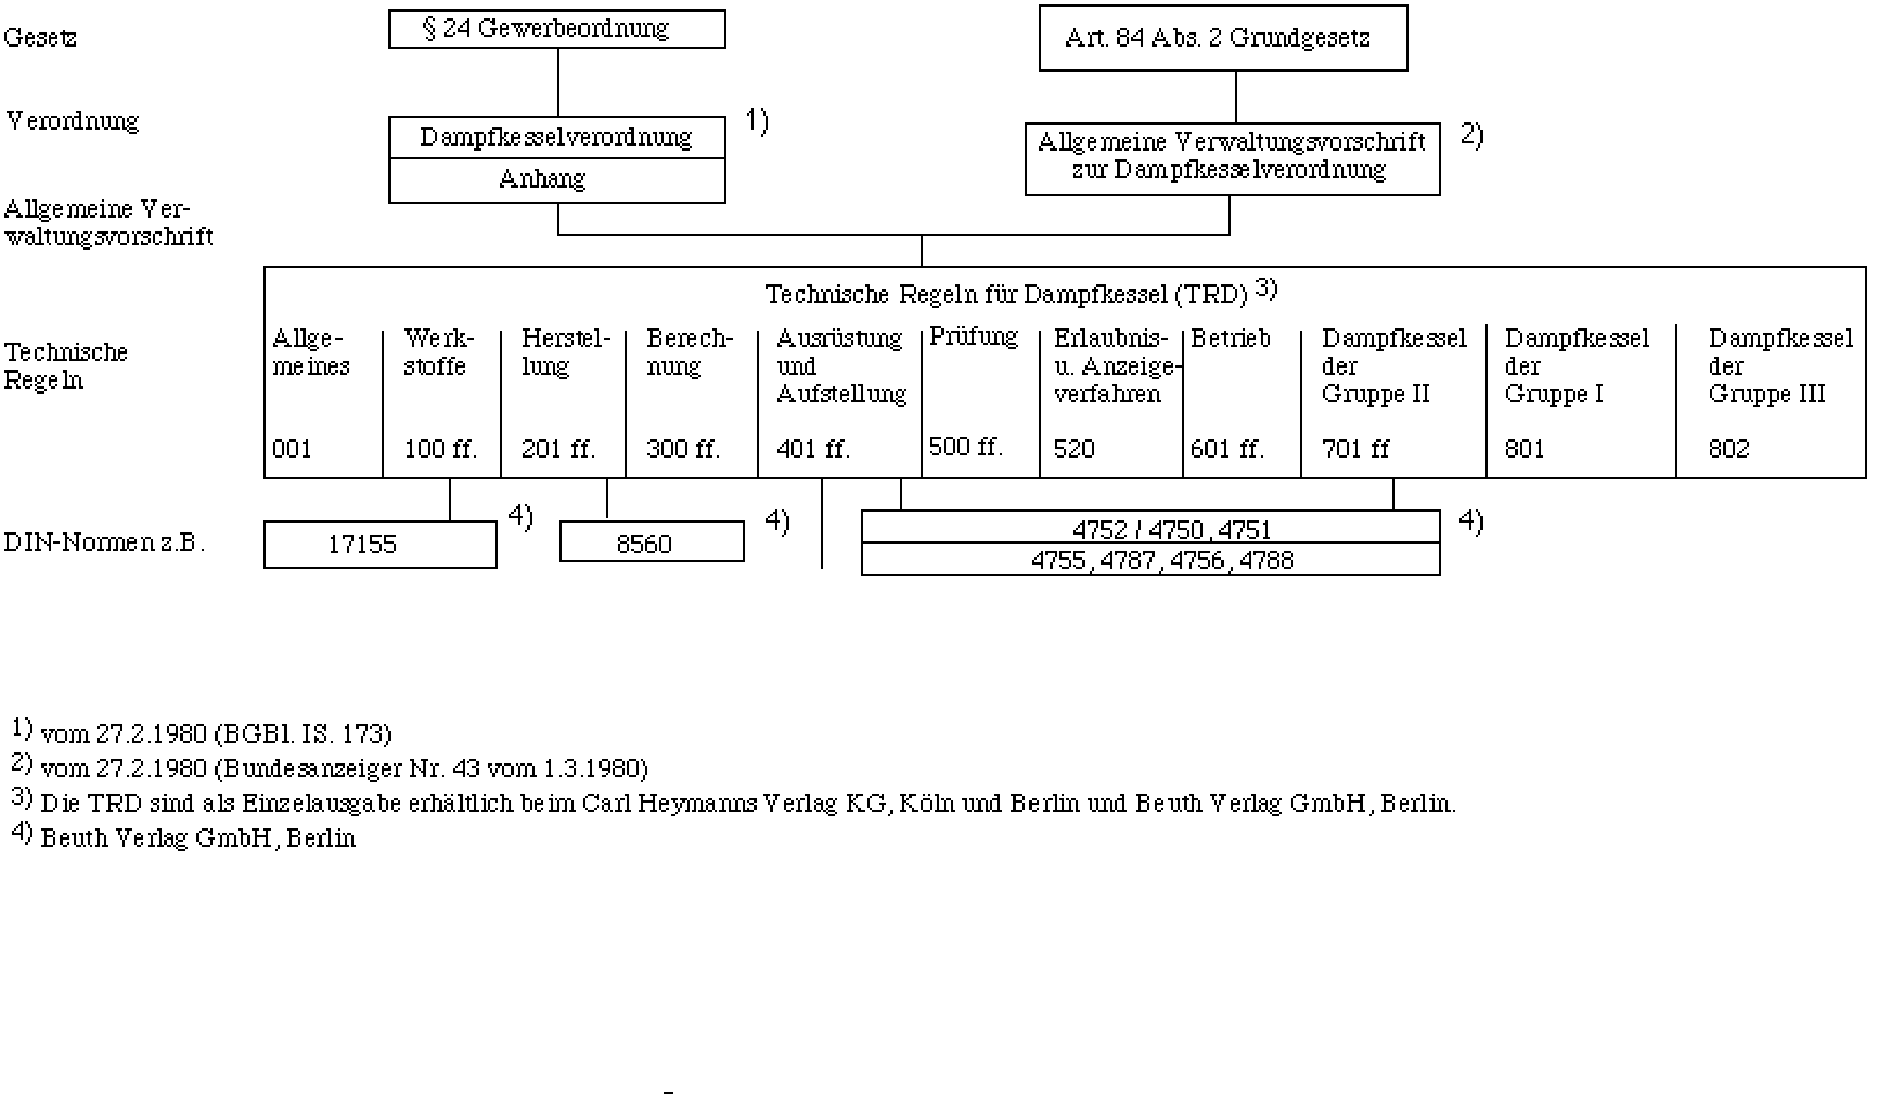 Gesetz
§ 24 Gewerbeordnung
Art. 84 Abs. 2 Grundgesetz
Verordnung
Dampfkesselverordnung
1)
Anhang
Allgemeine Verwaltungsvorschrift
zur Dampfkesselverordnung
2)
Allgemeine Ver-
waltungsvorschrift
Technische Regeln für Dampfkessel (TRD) 3)
Technische
Regeln
Allge-
meines
001
Werk-
stoffe
100 ff.
Herstel-
lung
201 ff.
Berech-
nung
300 ff.
Ausrüstung
und
Aufstellung
401 ff.
Prüfung
500 ff.
Erlaubnis-
u. Anzeige-
verfahren
520
Betrieb
601 ff.
Dampfkessel
der
Gruppe II
701 ff
Dampfkessel
der
Gruppe I
801
Dampfkessel
der
Gruppe III
802
DIN-Normen z.B.
17155
4)
8560
4)
4752 / 4750, 4751
4755, 4787, 4756, 4788
4)
1) vom 27.2.1980 (BGBl. IS. 173)
2) vom 27.2.1980 (Bundesanzeiger Nr. 43 vom 1.3.1980)
3) Die TRD sind als Einzelausgabe erhältlich beim Carl Heymanns Verlag KG, Köln und Berlin und Beuth Verlag GmbH, Berlin.
4) Beuth Verlag GmbH, Berlin